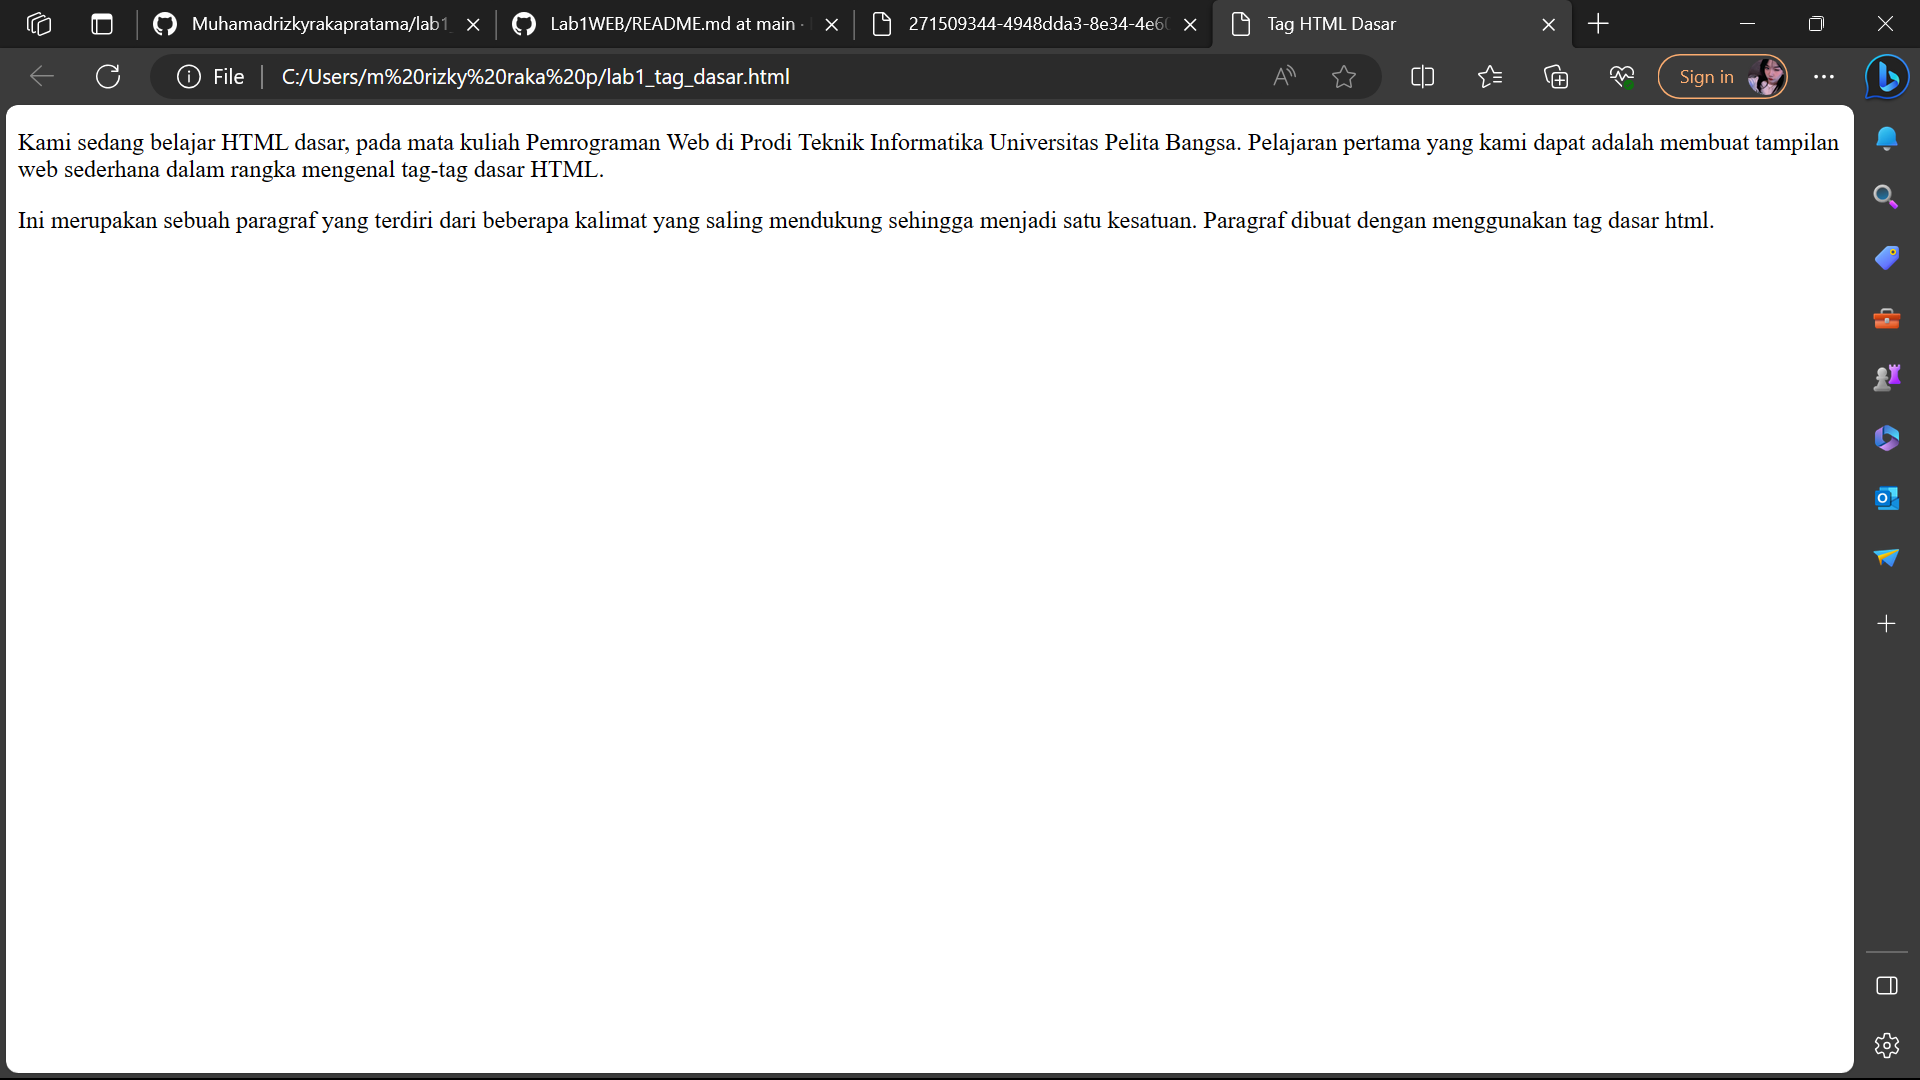 Muhamadrizkyrakapratama/lab1_
Lab1WEB/README.md at main ·
271509344-4948dda3-8e34-4e60
Tag HTML Dasar
File
C:/Users/m%20rizky%20raka%20p/lab1_tag_dasar.html
Sign in
Kami sedang belajar HTML dasar, pada mata kuliah Pemrograman Web di Prodi Teknik Informatika Universitas Pelita Bangsa. Pelajaran pertama yang kami dapat adalah membuat tampilan
web sederhana dalam rangka mengenal tag-tag dasar HTML.
Ini merupakan sebuah paragraf yang terdiri dari beberapa kalimat yang saling mendukung sehingga menjadi satu kesatuan. Paragraf dibuat dengan menggunakan tag dasar html.